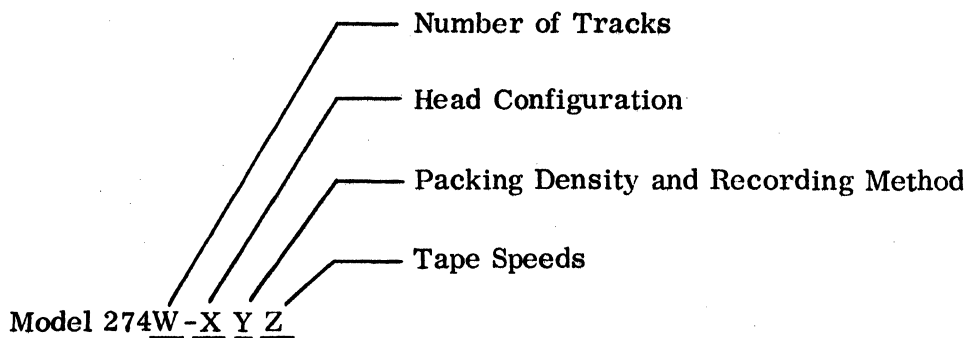 Number of Tracks
Head Configuration
Packing Density and Recording Method
Tape Speeds
Model 274W-X Y Z